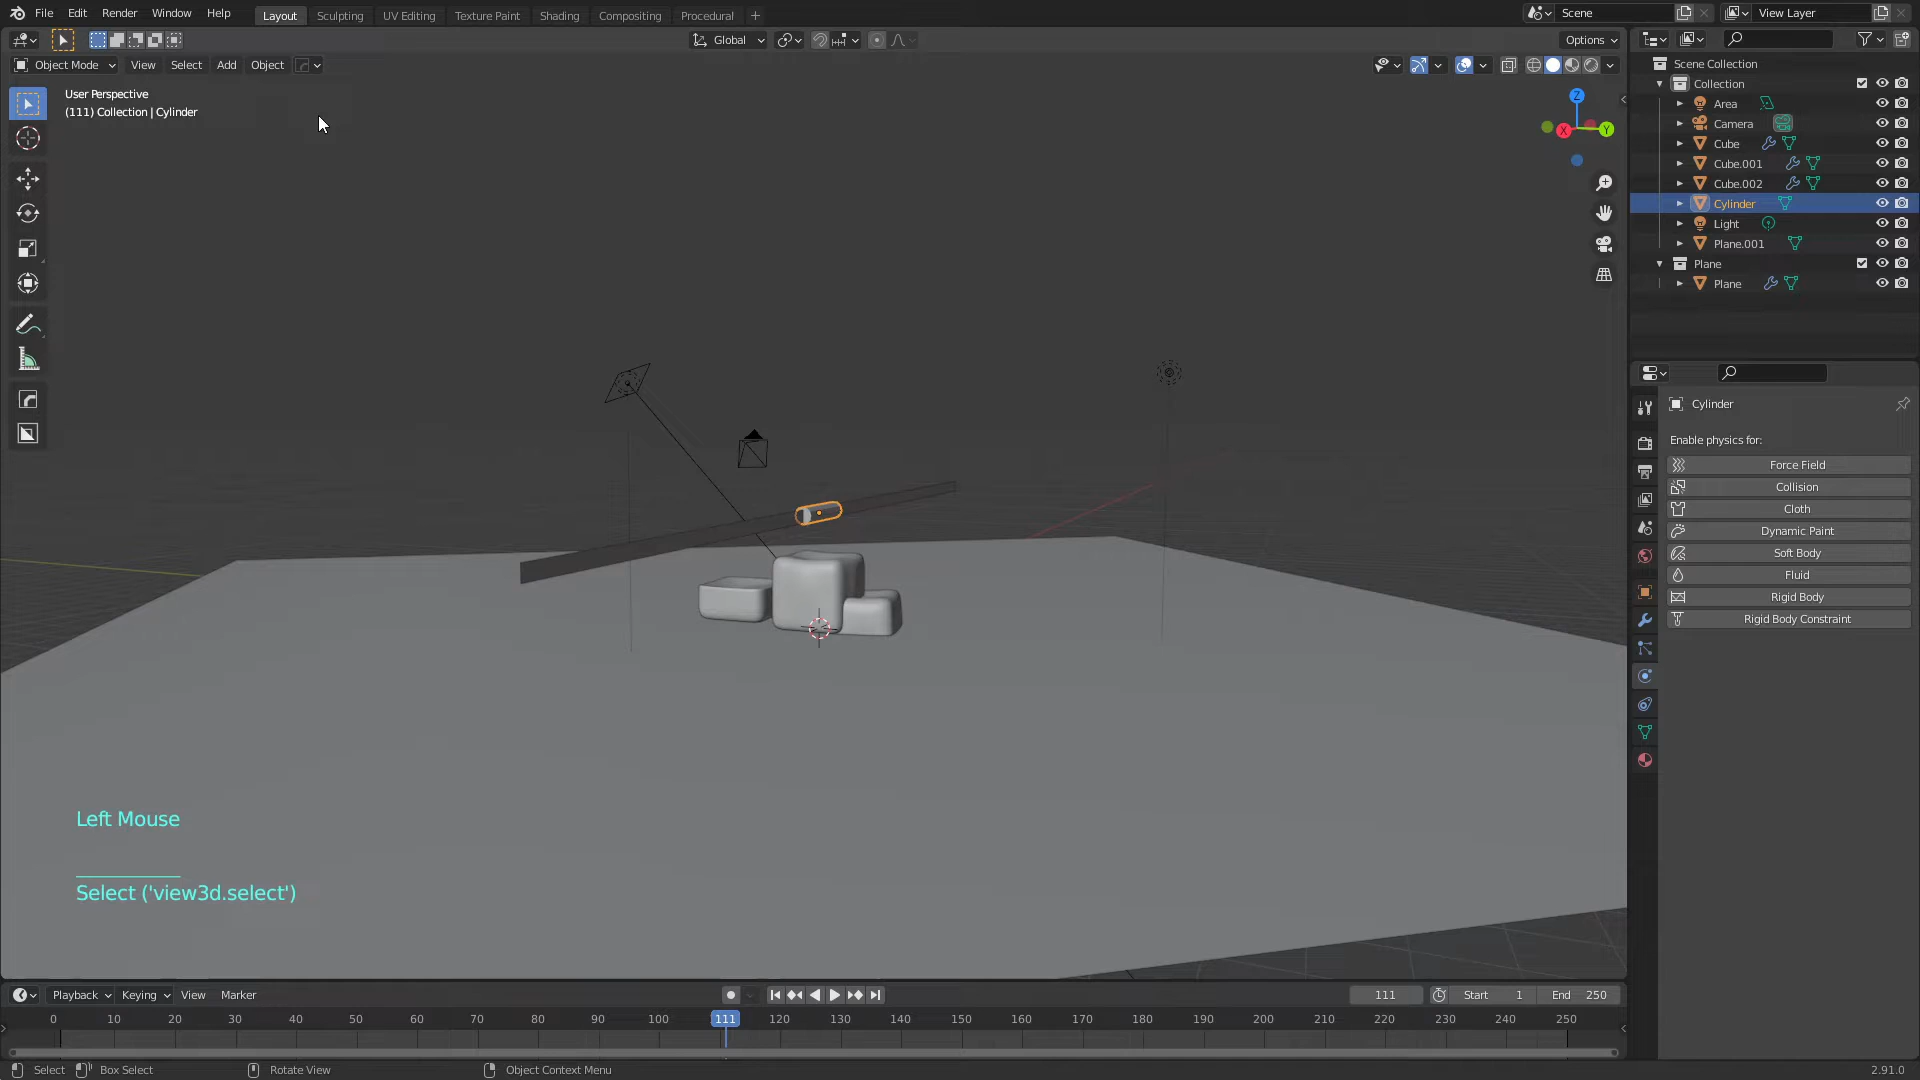 File Edit Render Window Help Layout Sculpting UV Editing Texture Paint Shading Compositing Procedural + Scene View Layer
Global Options
Object Mode View Select Add Object
User Perspective
(111) Collection | Cylinder
Z
X
Y
Scene Collection
Collection
Area
Camera
Cube
Cube.001
Cube.002
Cylinder
Light
Plane.001
Plane
Plane
Cylinder
Enable physics for:
Force Field
Collision
Cloth
Dynamic Paint
Soft Body
Fluid
Rigid Body
Rigid Body Constraint
Left Mouse
Select ('view3d.select')
Playback Keying View Marker 111 Start 1 End 250
0 10 20 30 40 50 60 70 80 90 100 111 120 130 140 150 160 170 180 190 200 210 220 230 240 250
Select Box Select Rotate View Object Context Menu 2.91.0